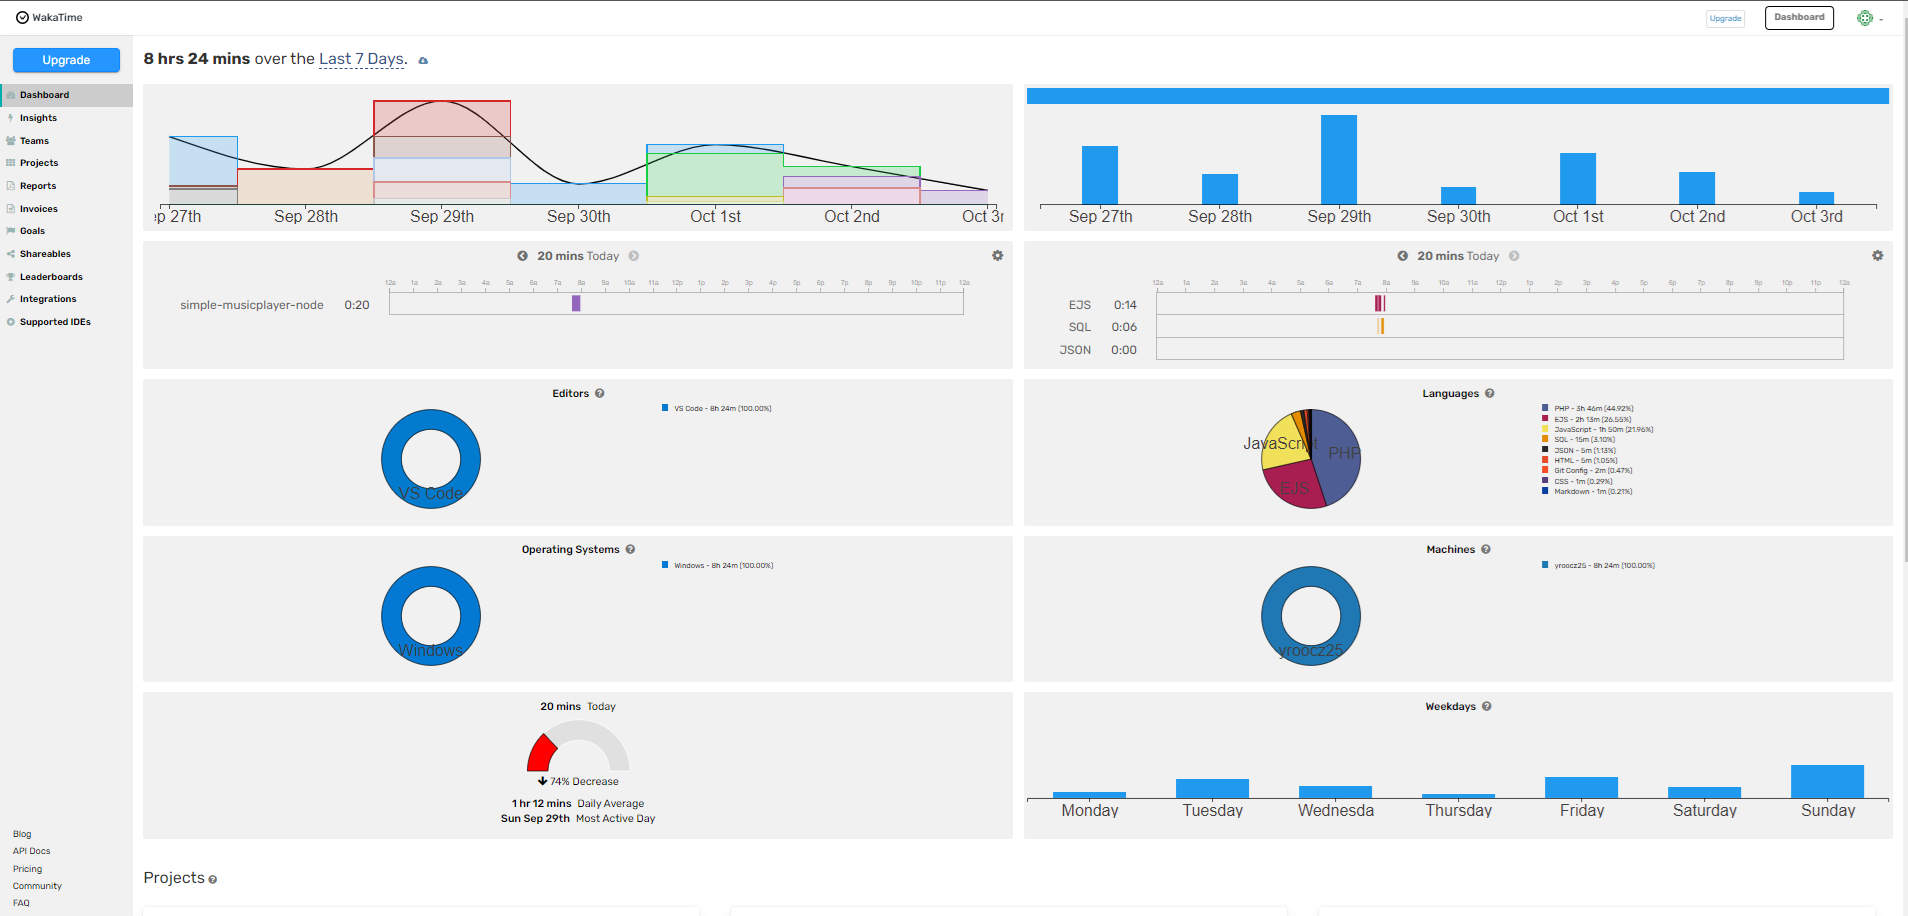 WakaTime
Upgrade
Dashboard
Upgrade
Dashboard
Insights
Teams
Projects
Reports
Invoices
Goals
Shareables
Leaderboards
Integrations
Supported IDEs
Blog
API Docs
Pricing
Community
FAQ
8 hrs 24 mins over the Last 7 Days.
p 27th Sep 28th Sep 29th Sep 30th Oct 1st Oct 2nd Oct 3r
Sep 27th Sep 28th Sep 29th Sep 30th Oct 1st Oct 2nd Oct 3rd
20 mins Today
12a 1a 2a 3a 4a 5a 6a 7a 8a 9a 10a 11a 12p 1p 2p 3p 4p 5p 6p 7p 8p 9p 10p 11p 12a
simple-musicplayer-node 0:20
20 mins Today
12a 1a 2a 3a 4a 5a 6a 7a 8a 9a 10a 11a 12p 1p 2p 3p 4p 5p 6p 7p 8p 9p 10p 11p 12a
EJS 0:14
SQL 0:06
JSON 0:00
Editors
VS Code - 8h 24m (100.00%)
VS Code
Languages
PHP - 3h 46m (44.92%)
EJS - 2h 13m (26.55%)
JavaScript - 1h 50m (21.96%)
SQL - 15m (3.10%)
JSON - 5m (1.13%)
HTML - 5m (1.05%)
Git Config - 2m (0.47%)
CSS - 1m (0.29%)
Markdown - 1m (0.21%)
JavaScript
PHP
EJS
Operating Systems
Windows - 8h 24m (100.00%)
Windows
Machines
yroocz25 - 8h 24m (100.00%)
yroocz25
20 mins Today
74% Decrease
1 hr 12 mins Daily Average
Sun Sep 29th Most Active Day
Weekdays
Monday Tuesday Wednesda Thursday Friday Saturday Sunday
Projects